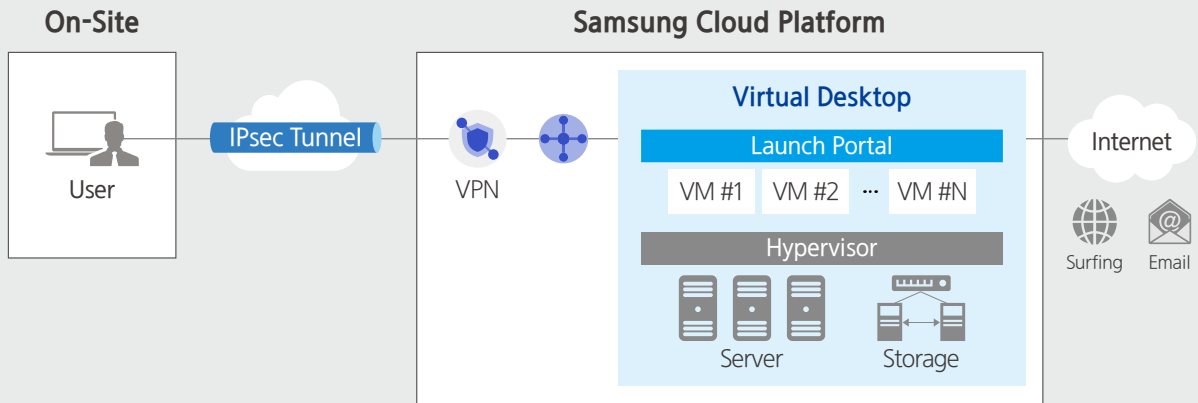 On-Site
Samsung Cloud Platform
User
IPsec Tunnel
VPN
Virtual Desktop
Launch Portal
VM #1
VM #2
...
VM #N
Hypervisor
Server
Storage
Internet
@
Surfing
Email